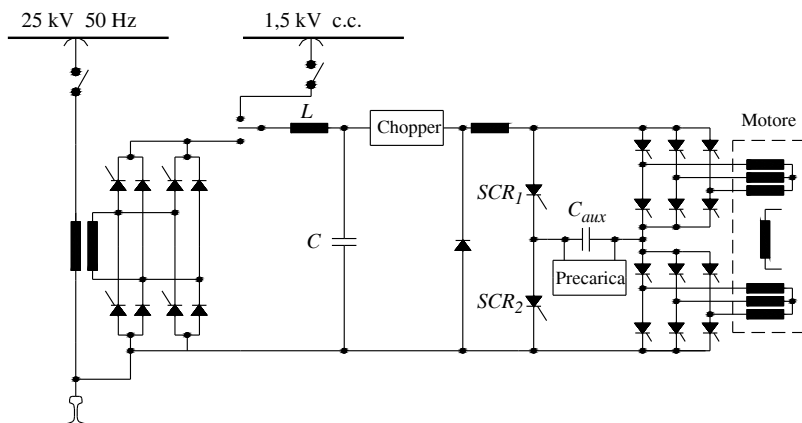 25 kV 50 Hz
1,5 kV c.c.
L
Chopper
Motore
SCR1
Caux
C
Precarica
SCR2